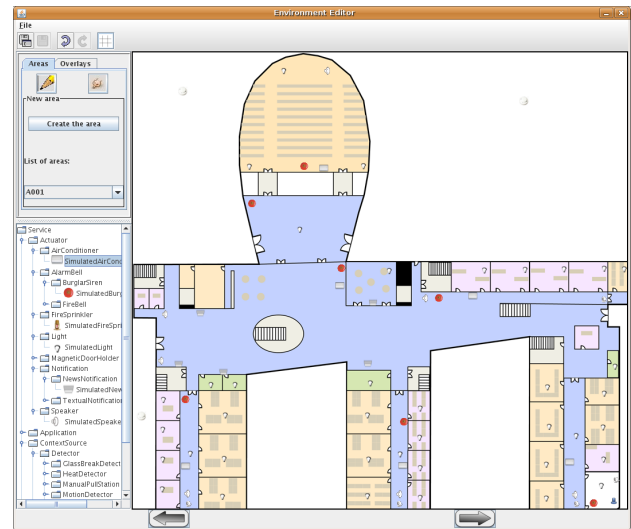 Environment Editor
File
Areas
Overlays
New area
Create the area
List of areas:
A001
Service
Actuator
AirConditioner
SimulatedAirCond
AlarmBell
BurglarSiren
SimulatedBurg
FireBell
FireSprinkler
SimulatedFireSpri
Light
SimulatedLight
MagneticDoorHolder
Notification
NewsNotification
SimulatedNew
TextualNotification
Speaker
SimulatedSpeake
Application
ContextSource
Detector
GlassBreakDetect
HeatDetector
ManualPullStation
MotionDetector